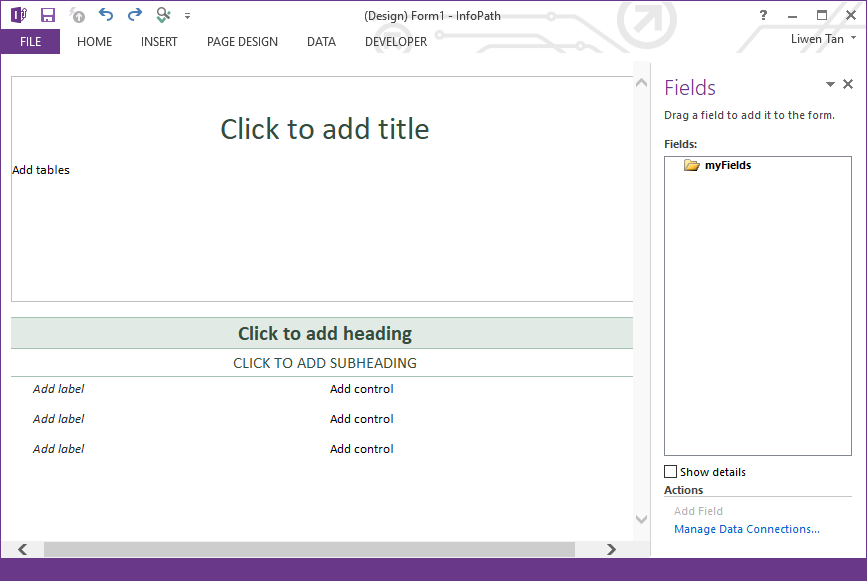 (Design) Form1 - InfoPath
?
FILE HOME INSERT PAGE DESIGN DATA DEVELOPER
Liwen Tan
Click to add title
Add tables
Click to add heading
CLICK TO ADD SUBHEADING
Add label Add control
Add label Add control
Add label Add control
Fields
Drag a field to add it to the form.
Fields:
myFields
Show details
Actions
Add Field
Manage Data Connections...